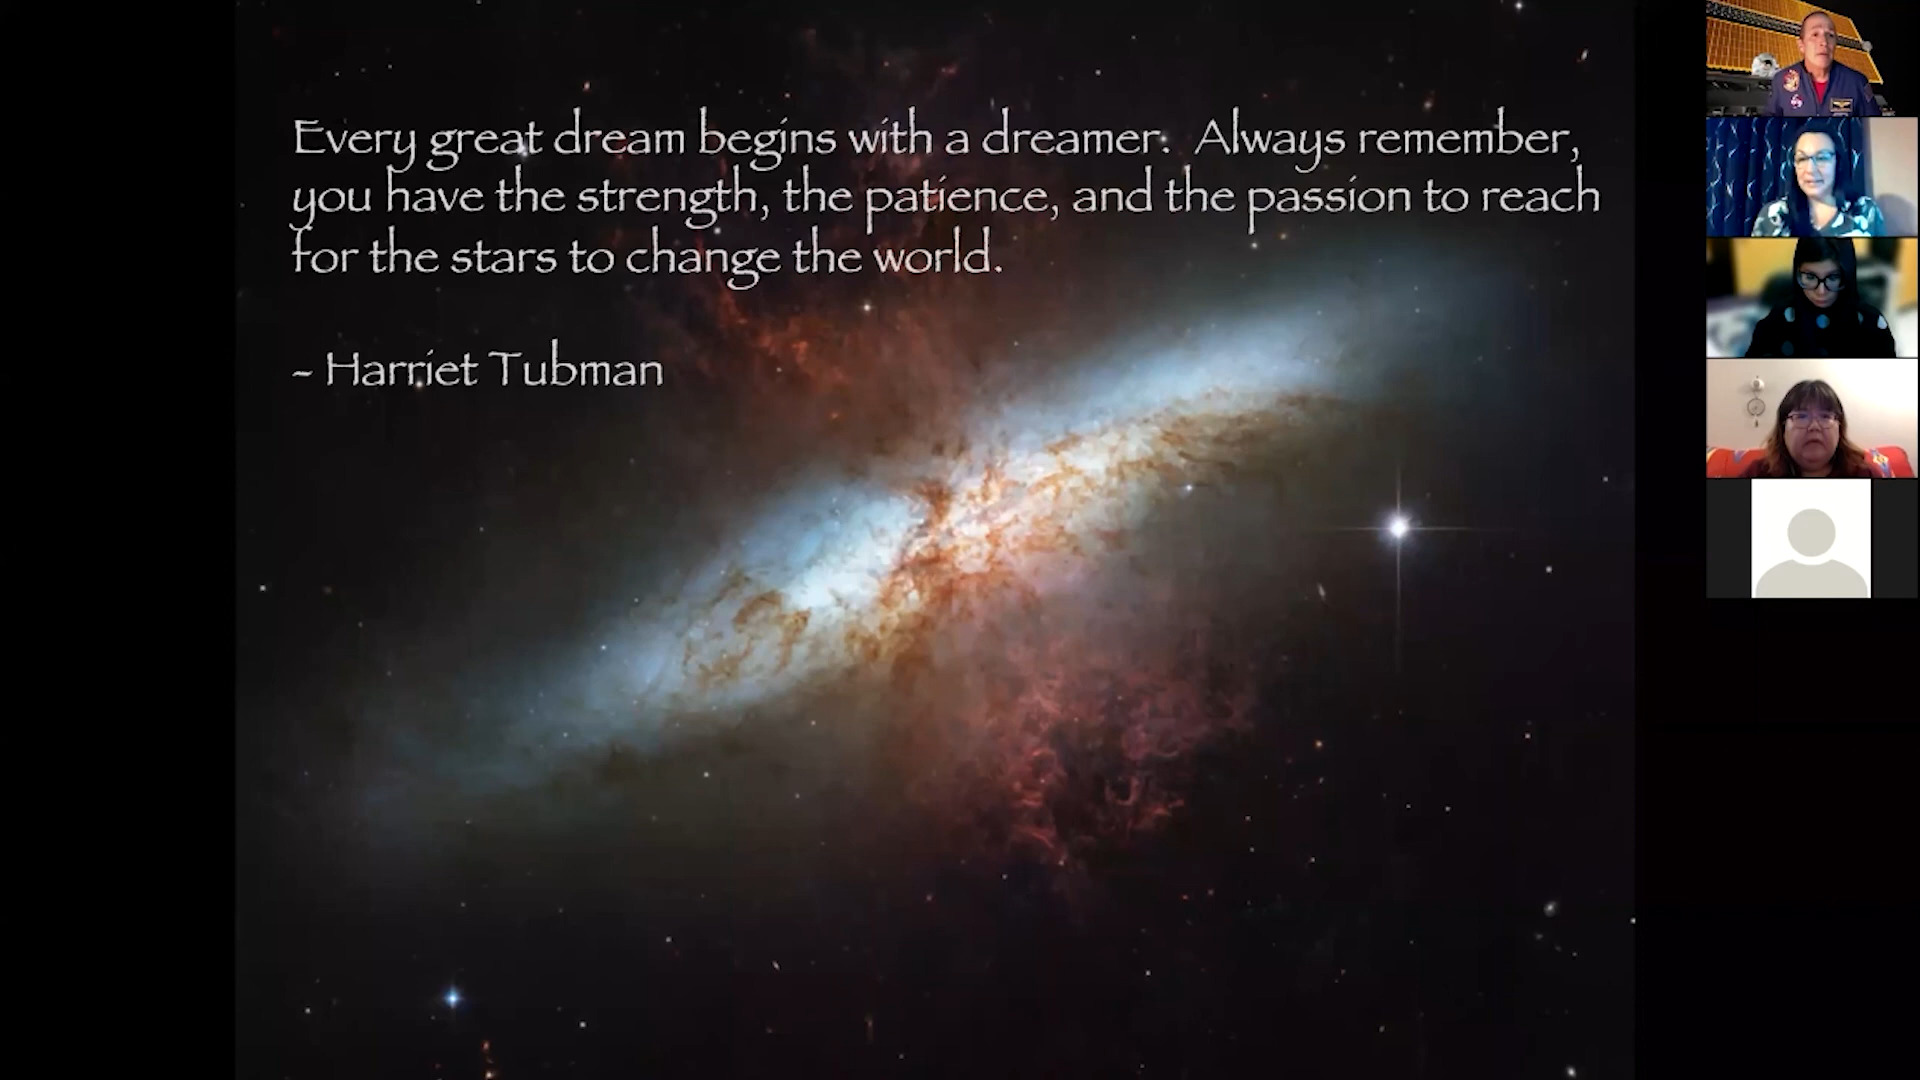 Every great dream begins with a dreamer. Always remember,
you have the strength, the patience, and the passion to reach
for the stars to change the world.
- Harriet Tubman